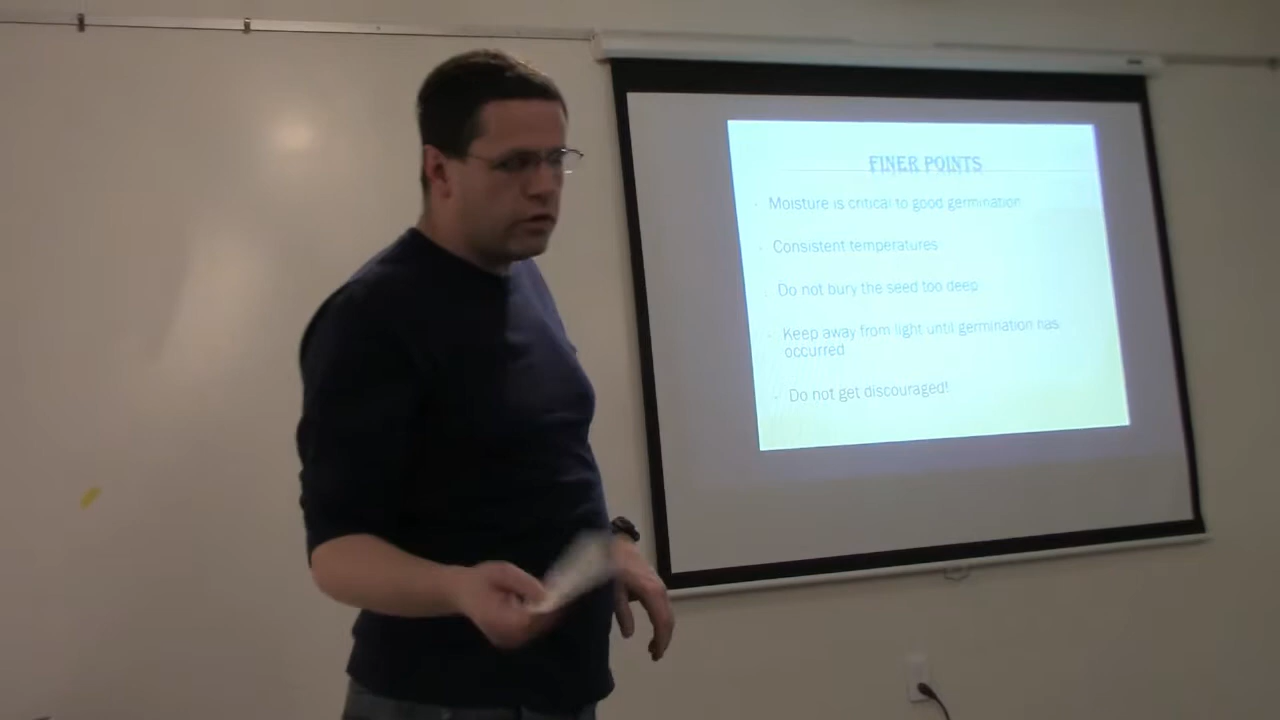 FINER POINTS
Moisture is critical to good germination
Consistent temperatures
Do not bury the seed too deep
Keep away from light until germination has
occurred
Do not get discouraged!